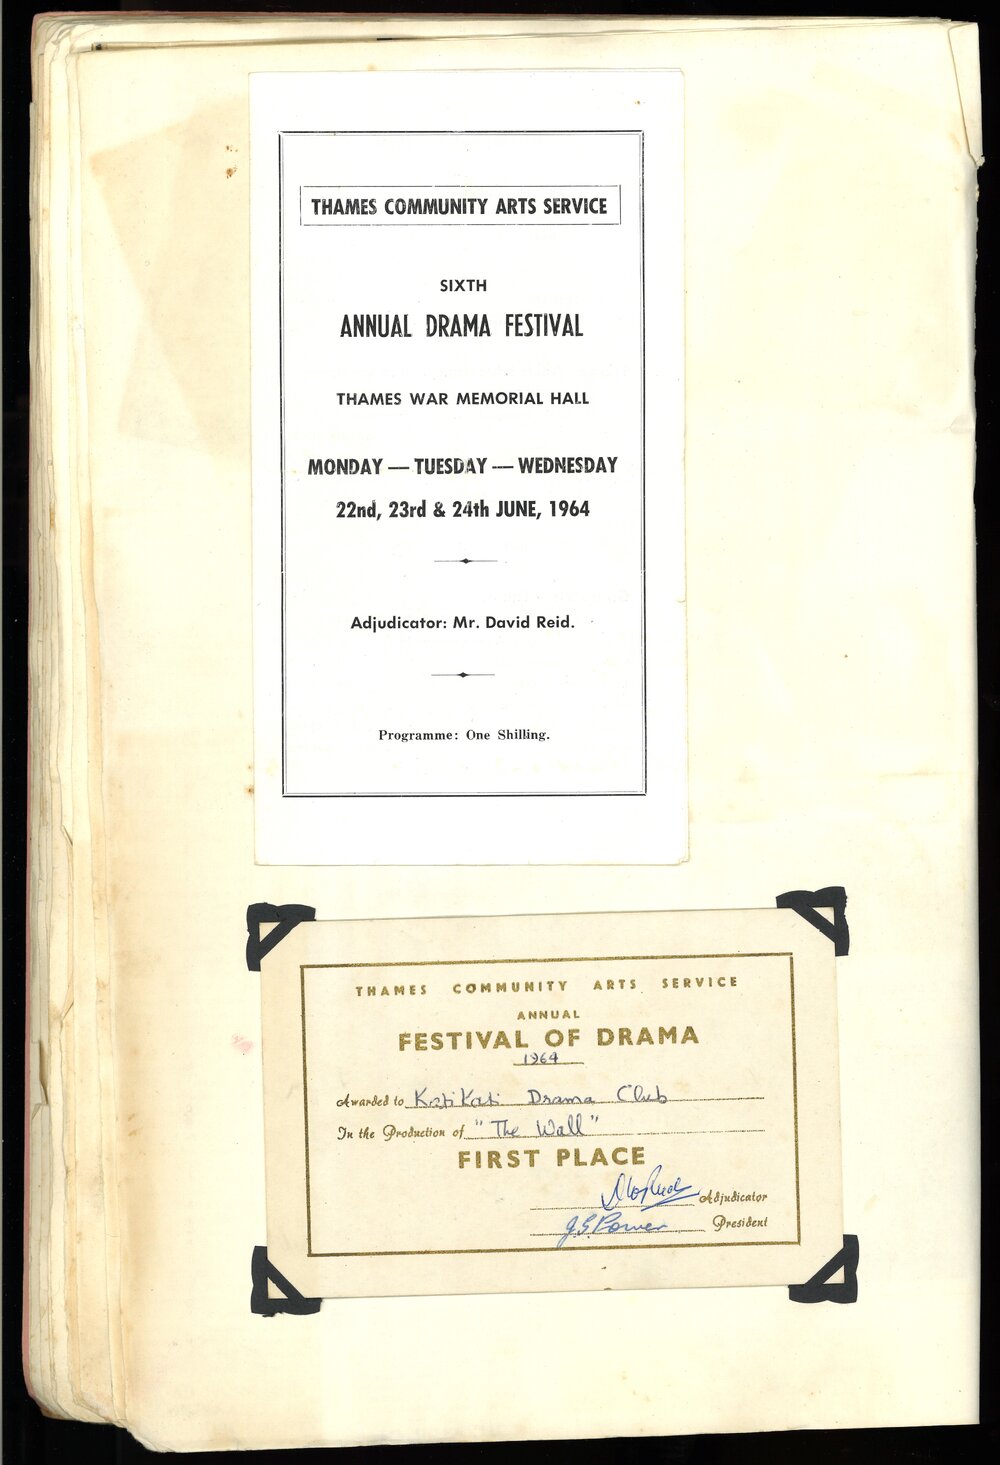 THAMES COMMUNITY ARTS SERVICE
SIXTH
ANNUAL DRAMA FESTIVAL
THAMES WAR MEMORIAL HALL
MONDAY — TUESDAY — WEDNESDAY
22nd, 23rd & 24th JUNE, 1964
Adjudicator: Mr. David Reid.
Programme: One Shilling.
THAMES COMMUNITY ARTS SERVICE
ANNUAL
FESTIVAL OF DRAMA
1964
Awarded to KatiKati Drama Club
In the Production of "The Wall"
FIRST PLACE
Adjudicator
J.G. Power President